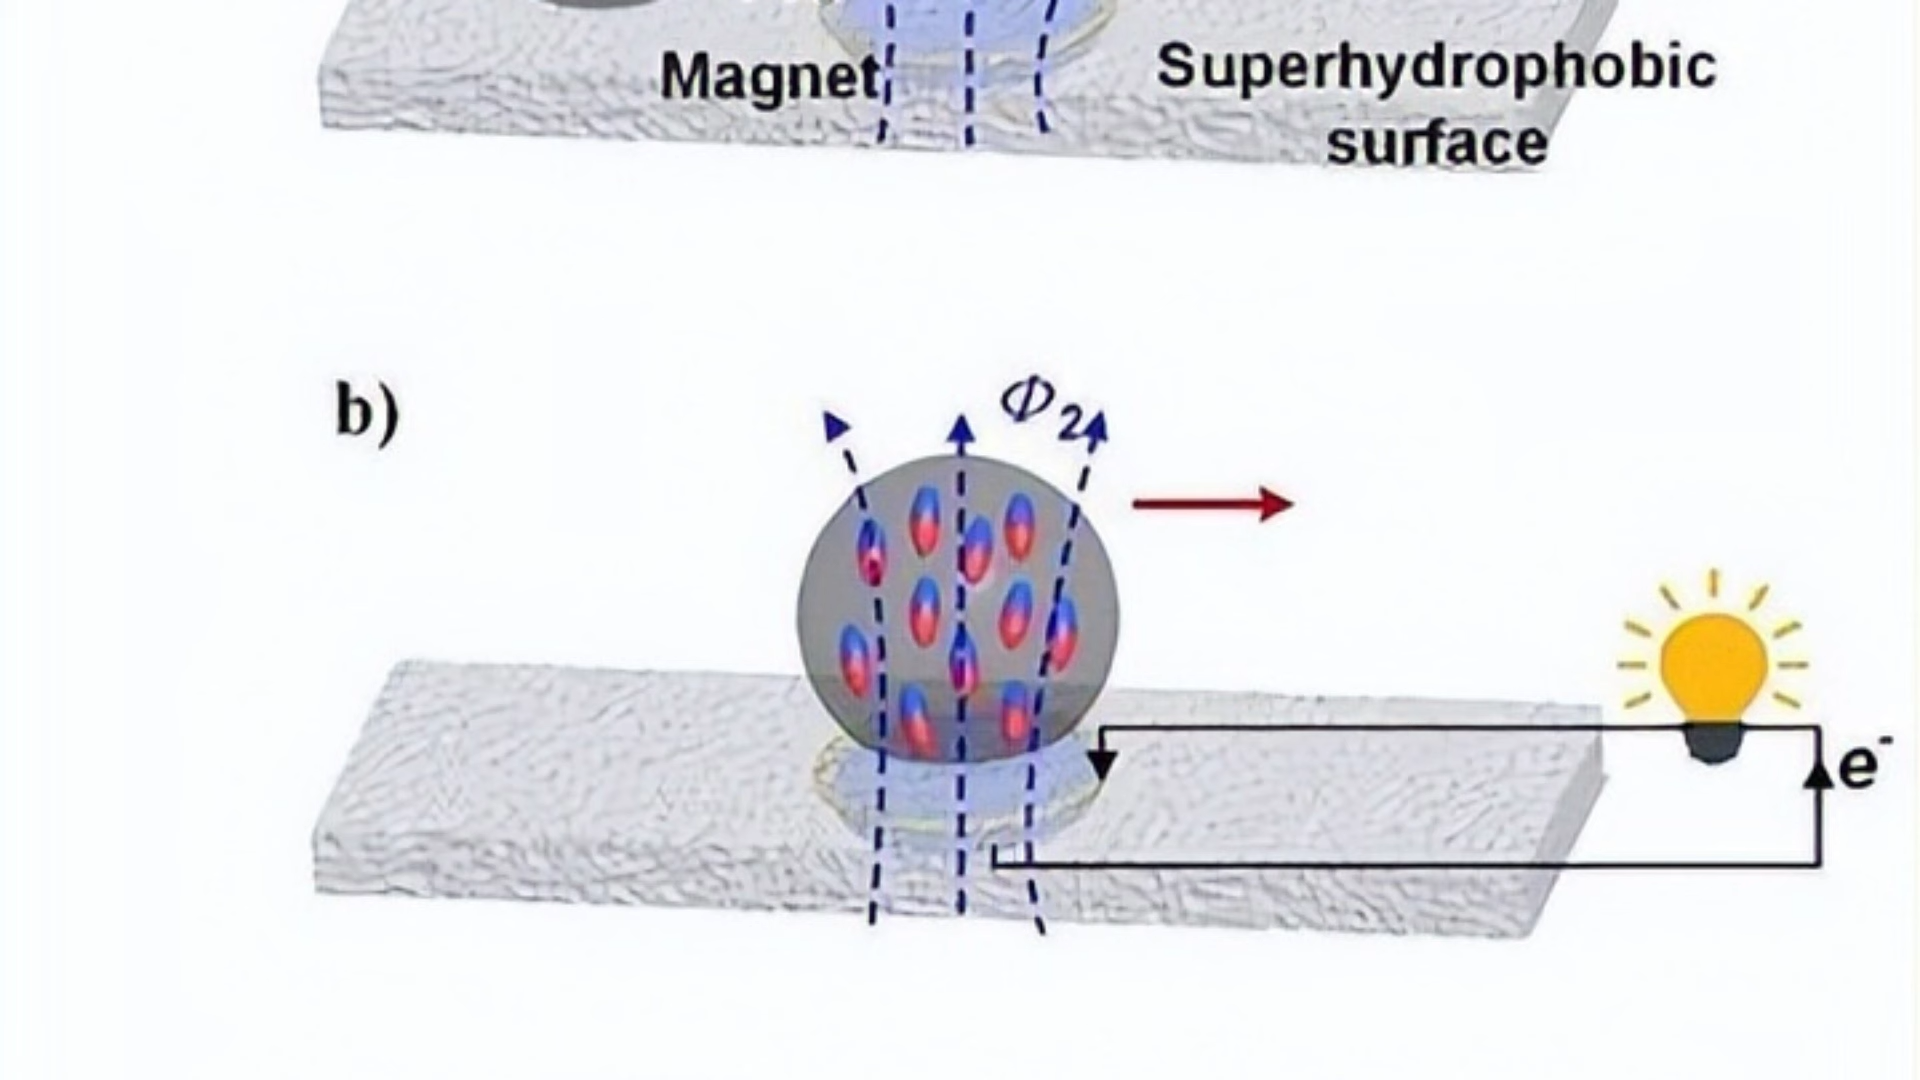 Magnet
Superhydrophobic
surface
b)
Φ2
e-